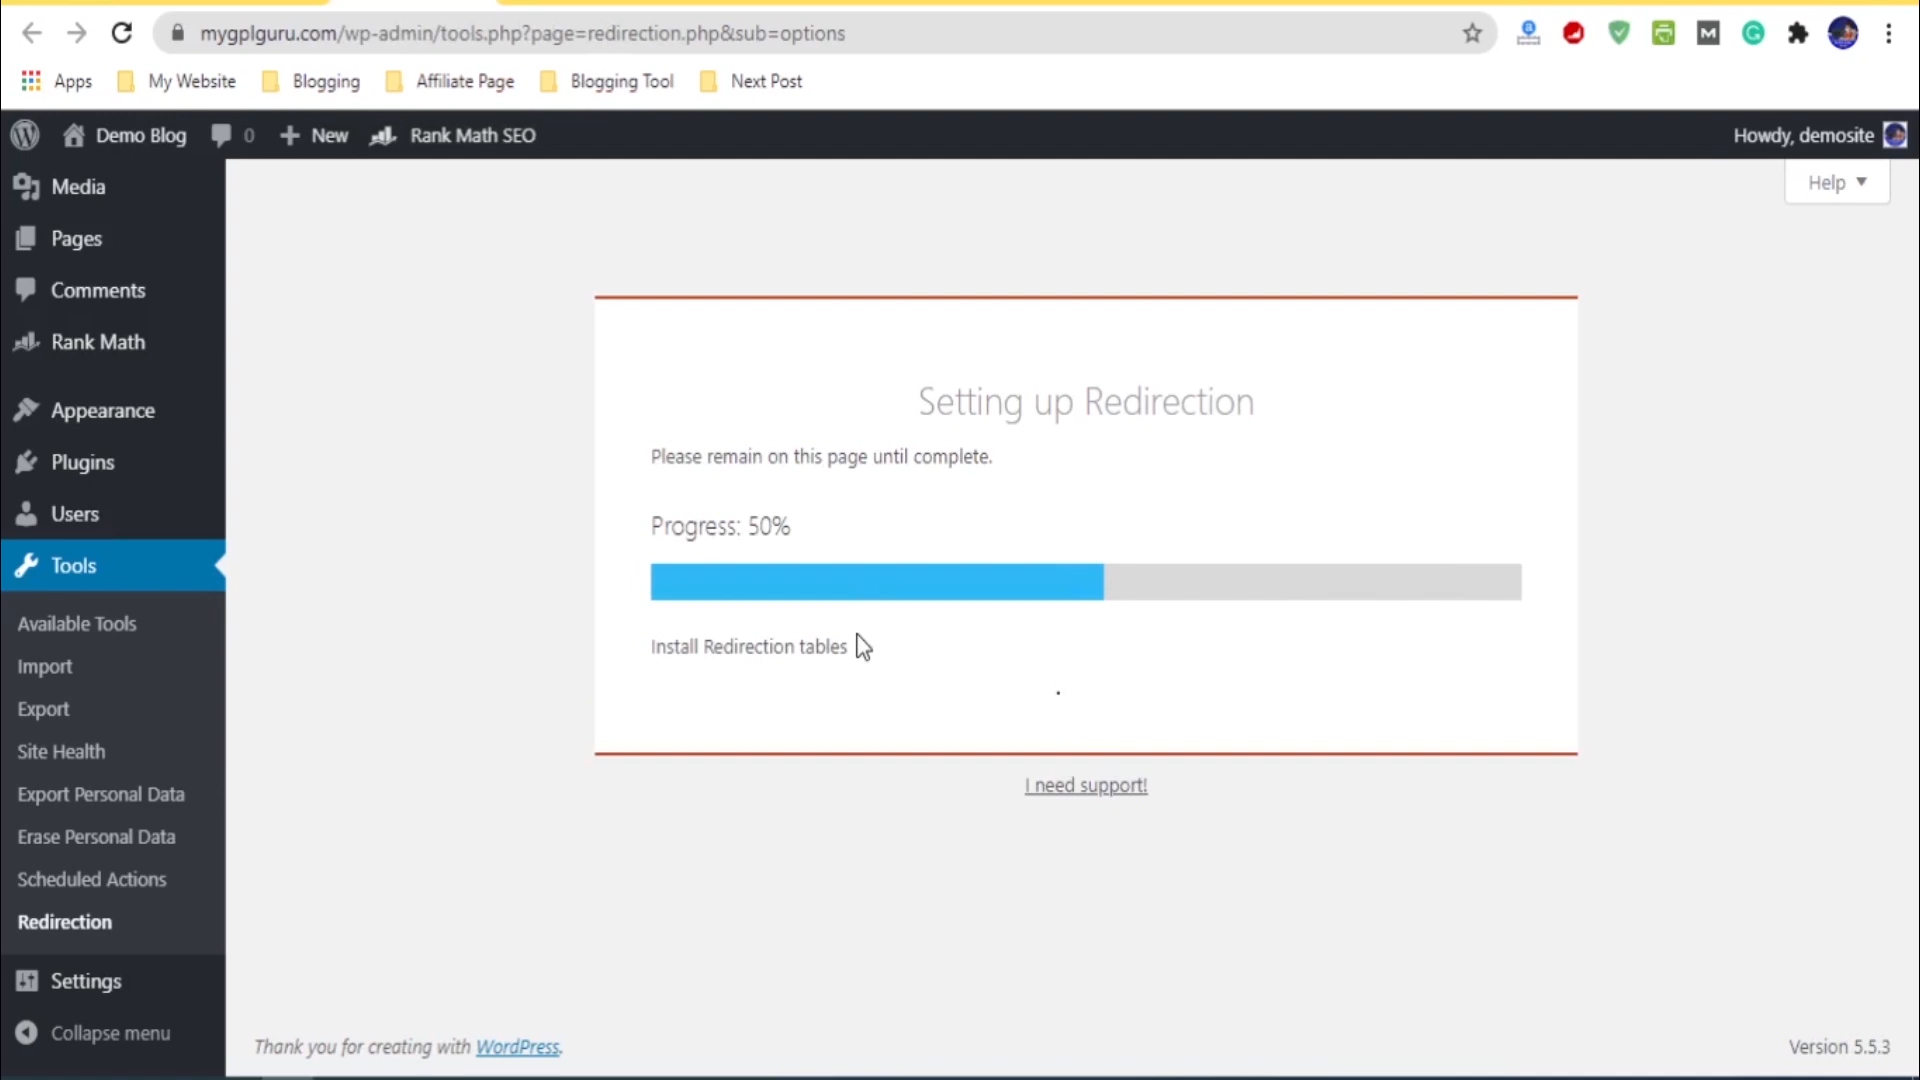 mygplguru.com/wp-admin/tools.php?page=redirection.php&sub=options
Apps My Website Blogging Affiliate Page Blogging Tool Next Post
Demo Blog 0 New Rank Math SEO Howdy, demosite
Help
Media
Pages
Comments
Rank Math
Appearance
Plugins
Users
Tools
Available Tools
Import
Export
Site Health
Export Personal Data
Erase Personal Data
Scheduled Actions
Redirection
Settings
Collapse menu
Setting up Redirection
Please remain on this page until complete.
Progress: 50%
Install Redirection tables
I need support!
Thank you for creating with WordPress.
Version 5.5.3